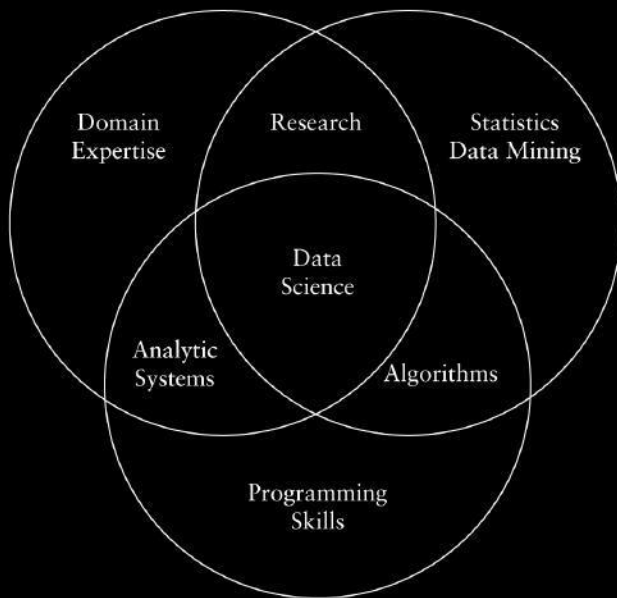 Domain
Expertise
Research
Statistics
Data Mining
Data
Science
Analytic
Systems
Algorithms
Programming
Skills